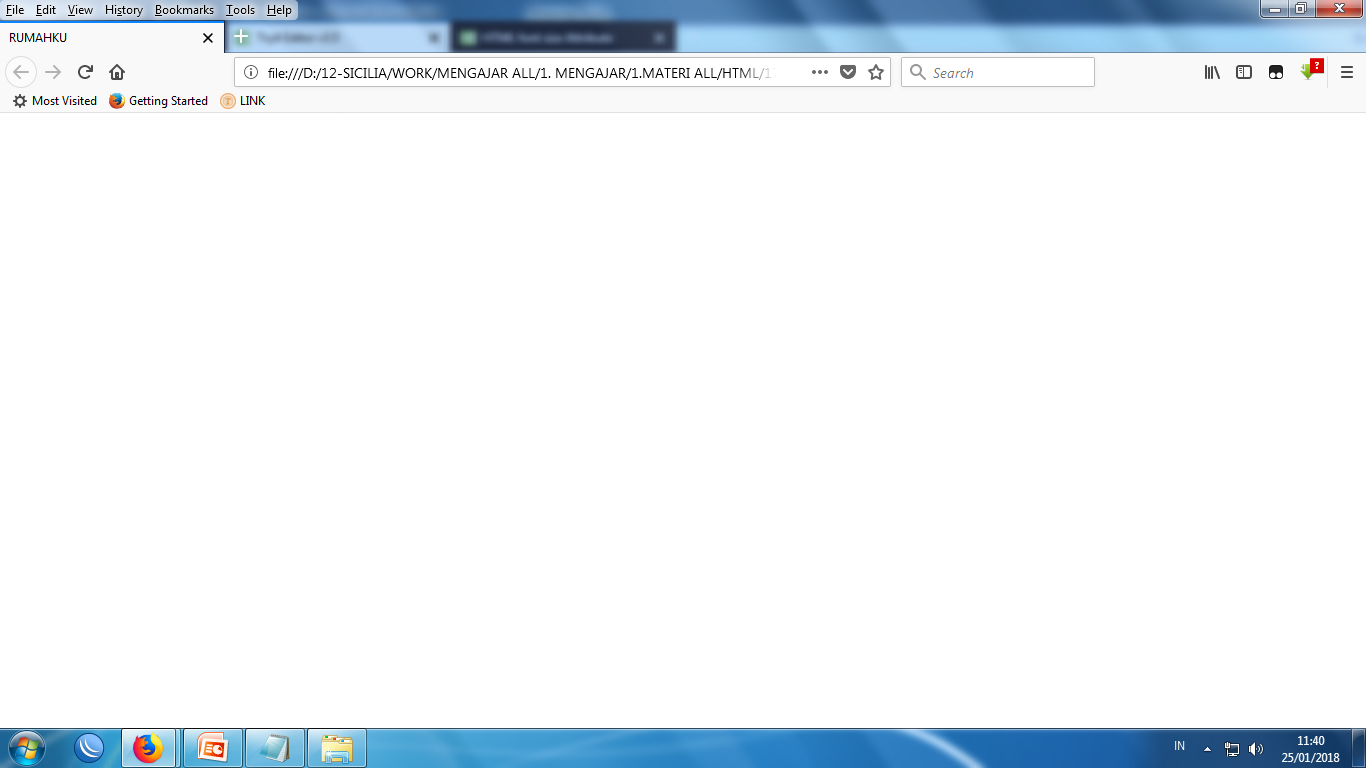 File Edit View History Bookmarks Tools Help
RUMAHKU
file:///D:/12-SICILIA/WORK/MENGAJAR ALL/1. MENGAJAR/1.MATERI ALL/HTML/1
Search
?
Most Visited Getting Started LINK
IN
11:40
25/01/2018